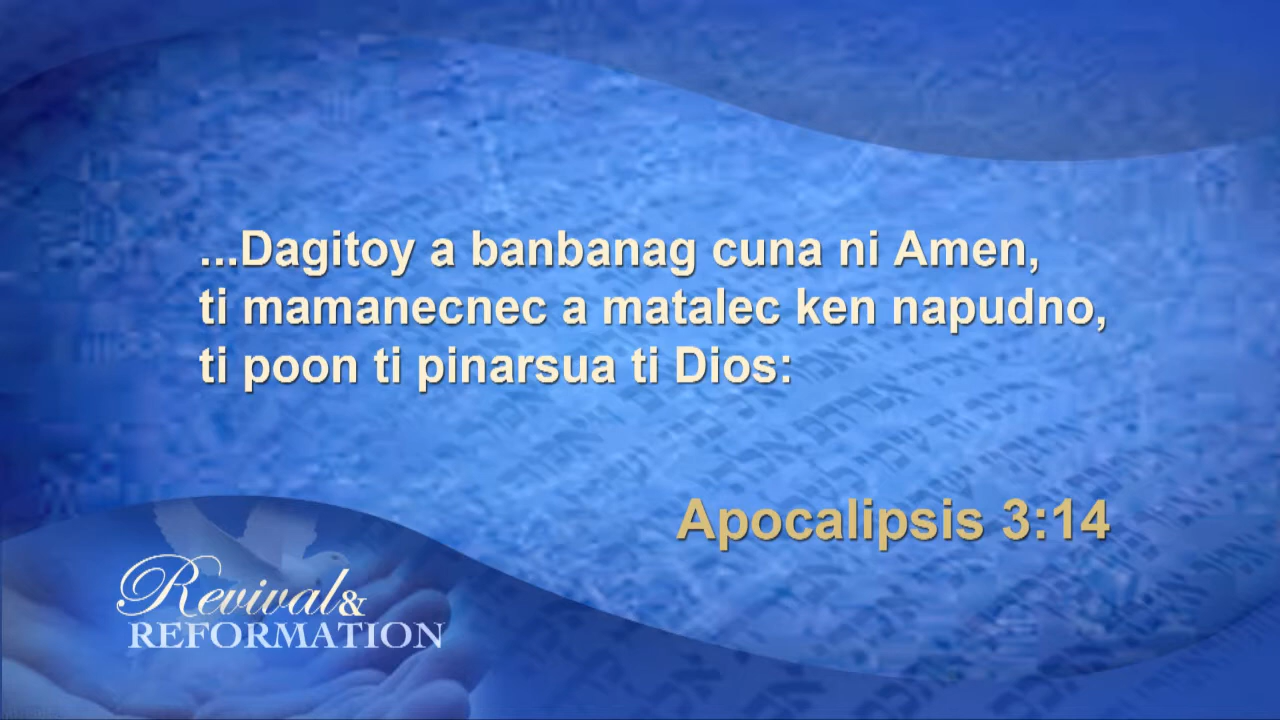 ...Dagitoy a banbanag cuna ni Amen,
ti mamanecnec a matalec ken napudno,
ti poon ti pinarsua ti Dios:
Apocalipsis 3:14
Revival&
REFORMATION